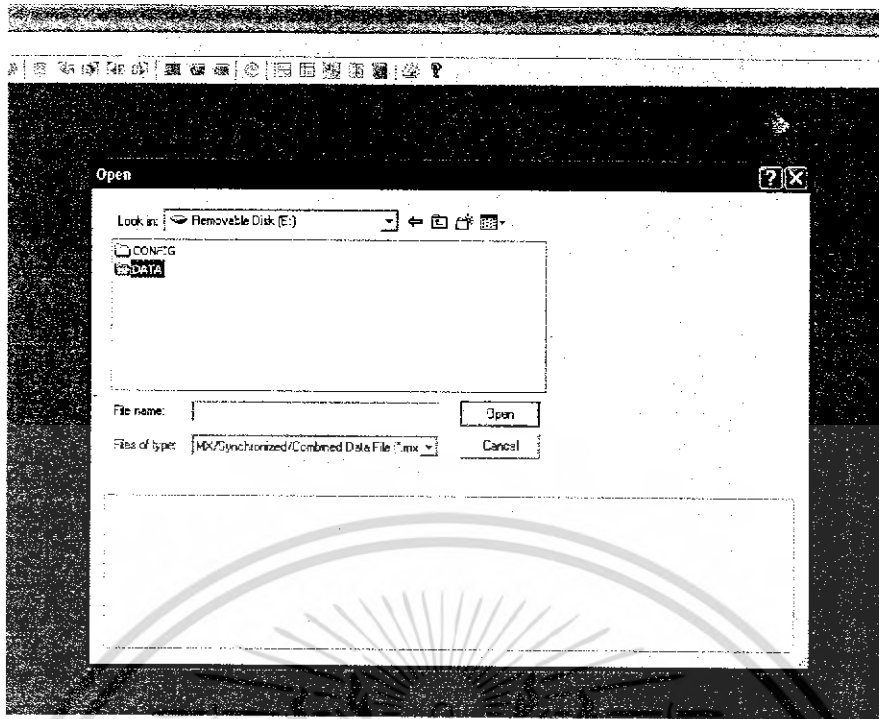 Open
Look in: Removable Disk (E:)
CONFIG
DATA
File name:
Open
Files of type: MX/Synchronized/Combined Data File (*.mx
Cancel